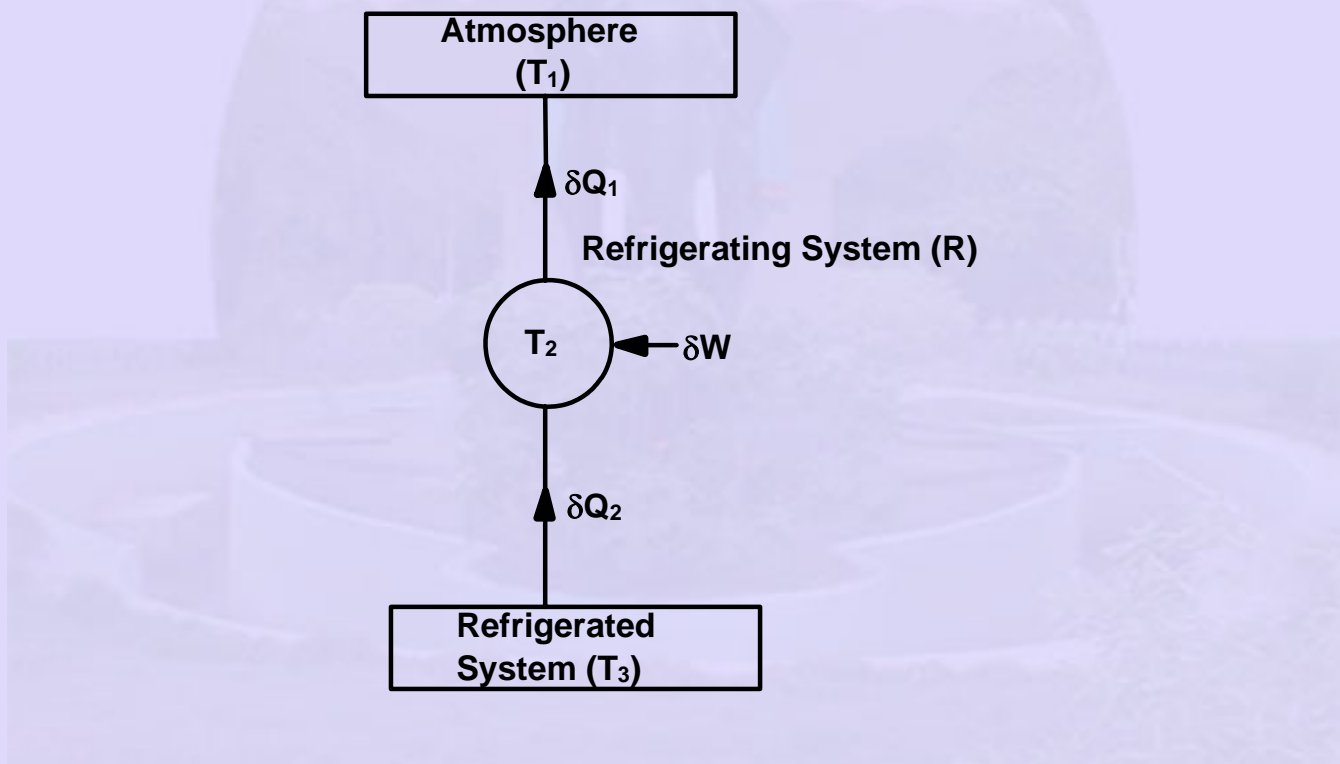 Atmosphere
(T₁)
δQ₁
Refrigerating System (R)
T₂
δW
δQ₂
Refrigerated
System (T₃)